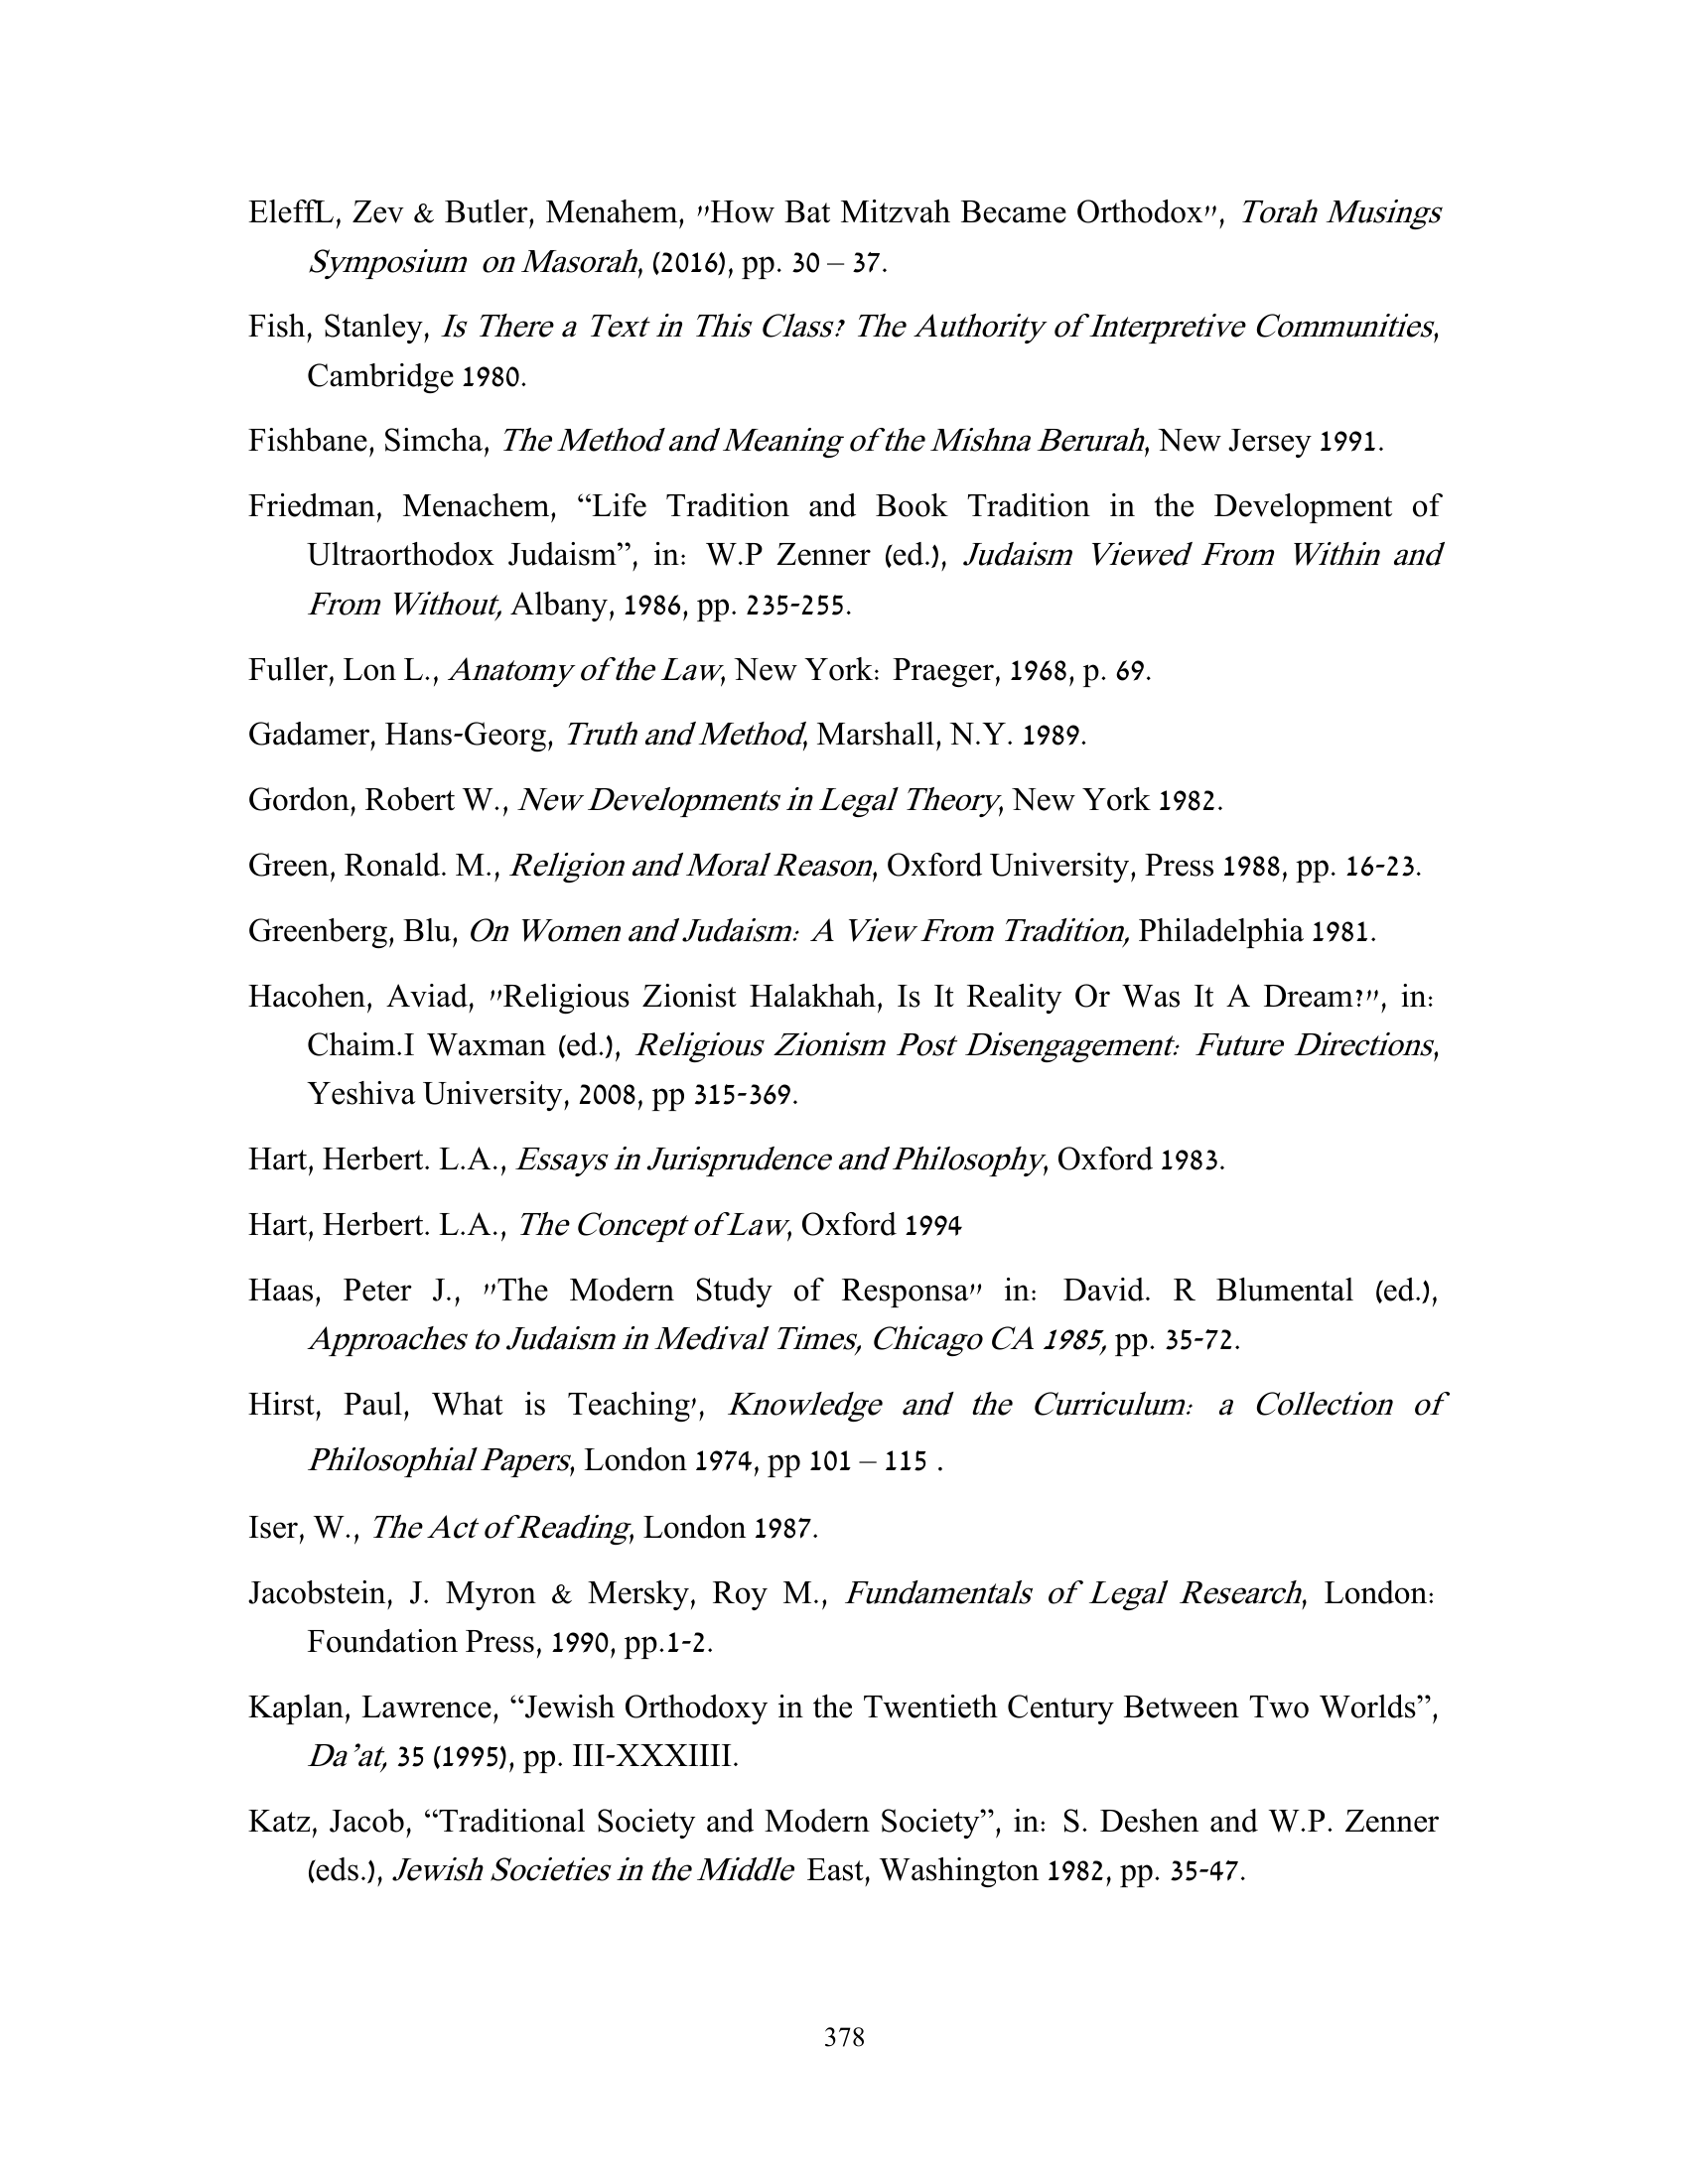 EleffL, Zev & Butler, Menahem, "How Bat Mitzvah Became Orthodox", Torah Musings
Symposium on Masorah, (2016), pp. 30 – 37.
Fish, Stanley, Is There a Text in This Class? The Authority of Interpretive Communities,
Cambridge 1980.
Fishbane, Simcha, The Method and Meaning of the Mishna Berurah, New Jersey 1991.
Friedman, Menachem, “Life Tradition and Book Tradition in the Development of
Ultraorthodox Judaism”, in: W.P Zenner (ed.), Judaism Viewed From Within and
From Without, Albany, 1986, pp. 235-255.
Fuller, Lon L., Anatomy of the Law, New York: Praeger, 1968, p. 69.
Gadamer, Hans-Georg, Truth and Method, Marshall, N.Y. 1989.
Gordon, Robert W., New Developments in Legal Theory, New York 1982.
Green, Ronald. M., Religion and Moral Reason, Oxford University, Press 1988, pp. 16-23.
Greenberg, Blu, On Women and Judaism: A View From Tradition, Philadelphia 1981.
Hacohen, Aviad, "Religious Zionist Halakhah, Is It Reality Or Was It A Dream?", in:
Chaim.I Waxman (ed.), Religious Zionism Post Disengagement: Future Directions,
Yeshiva University, 2008, pp 315-369.
Hart, Herbert. L.A., Essays in Jurisprudence and Philosophy, Oxford 1983.
Hart, Herbert. L.A., The Concept of Law, Oxford 1994
Haas, Peter J., "The Modern Study of Responsa" in: David. R Blumental (ed.),
Approaches to Judaism in Medival Times, Chicago CA 1985, pp. 35-72.
Hirst, Paul, What is Teaching', Knowledge and the Curriculum: a Collection of
Philosophial Papers, London 1974, pp 101 – 115 .
Iser, W., The Act of Reading, London 1987.
Jacobstein, J. Myron & Mersky, Roy M., Fundamentals of Legal Research, London:
Foundation Press, 1990, pp.1-2.
Kaplan, Lawrence, “Jewish Orthodoxy in the Twentieth Century Between Two Worlds”,
Da’at, 35 (1995), pp. III-XXXIIII.
Katz, Jacob, “Traditional Society and Modern Society”, in: S. Deshen and W.P. Zenner
(eds.), Jewish Societies in the Middle East, Washington 1982, pp. 35-47.
378